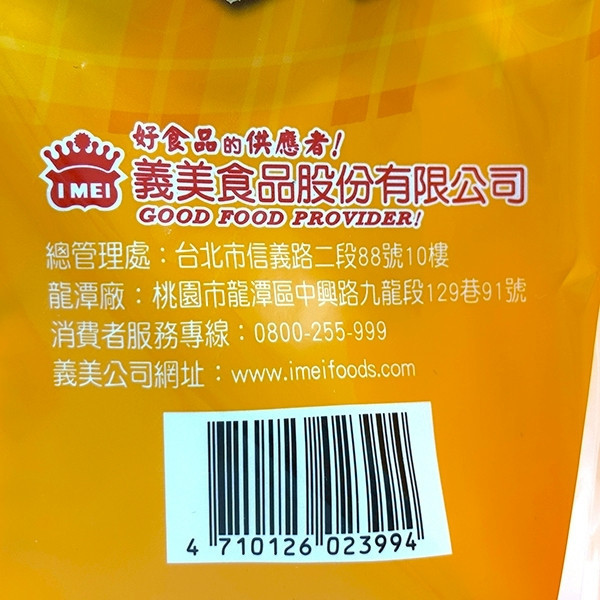 好食品的供應者!
I MEI
義美食品股份有限公司
GOOD FOOD PROVIDER!
總管理處：台北市信義路二段88號10樓
龍潭廠：桃園市龍潭區中興路九龍段129巷91號
消費者服務專線：0800-255-999
義美公司網址：www.imeifoods.com
4 710126 023994